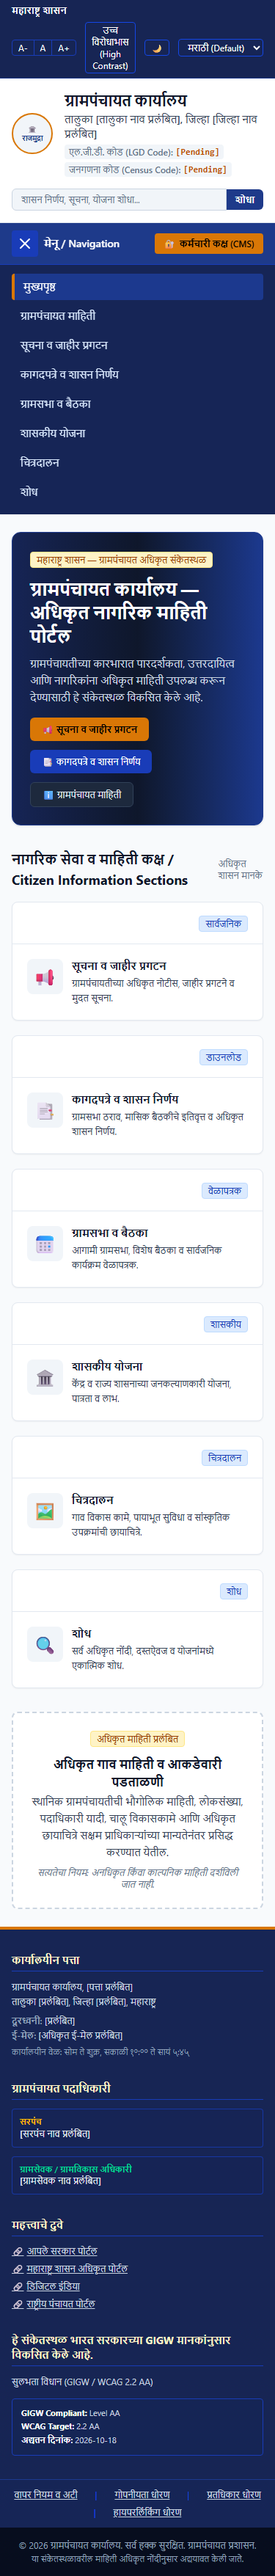 महाराष्ट्र शासन
A-
A
A+
उच्च
विरोधाभास
(High
Contrast)
मराठी (Default)
राजमुद्रा
ग्रामपंचायत कार्यालय
तालुका [तालुका नाव प्रलंबित], जिल्हा [जिल्हा नाव
प्रलंबित]
एल.जी.डी. कोड (LGD Code): [Pending]
जनगणना कोड (Census Code): [Pending]
शासन निर्णय, सूचना, योजना शोधा...
शोधा
मेनू / Navigation
कर्मचारी कक्ष (CMS)
मुख्यपृष्ठ
ग्रामपंचायत माहिती
सूचना व जाहीर प्रगटन
कागदपत्रे व शासन निर्णय
ग्रामसभा व बैठका
शासकीय योजना
चित्रदालन
शोध
महाराष्ट्र शासन — ग्रामपंचायत अधिकृत संकेतस्थळ
ग्रामपंचायत कार्यालय —
अधिकृत नागरिक माहिती
पोर्टल
ग्रामपंचायतीच्या कारभारात पारदर्शकता, उत्तरदायित्व
आणि नागरिकांना अधिकृत माहिती उपलब्ध करून
देण्यासाठी हे संकेतस्थळ विकसित केले आहे.
सूचना व जाहीर प्रगटन
कागदपत्रे व शासन निर्णय
ग्रामपंचायत माहिती
नागरिक सेवा व माहिती कक्ष /
Citizen Information Sections
अधिकृत
शासन मानके
सार्वजनिक
सूचना व जाहीर प्रगटन
ग्रामपंचायतीच्या अधिकृत नोटीस, जाहीर प्रगटने व
मुदत सूचना.
डाउनलोड
कागदपत्रे व शासन निर्णय
ग्रामसभा ठराव, मासिक बैठकीचे इतिवृत्त व अधिकृत
शासन निर्णय.
वेळापत्रक
ग्रामसभा व बैठका
आगामी ग्रामसभा, विशेष बैठका व सार्वजनिक
कार्यक्रम वेळापत्रक.
शासकीय
शासकीय योजना
केंद्र व राज्य शासनाच्या जनकल्याणकारी योजना,
पात्रता व लाभ.
चित्रदालन
चित्रदालन
गाव विकास कामे, पायाभूत सुविधा व सांस्कृतिक
उपक्रमांची छायाचित्रे.
शोध
शोध
सर्व अधिकृत नोंदी, दस्तऐवज व योजनांमध्ये
एकात्मिक शोध.
अधिकृत माहिती प्रलंबित
अधिकृत गाव माहिती व आकडेवारी
पडताळणी
स्थानिक ग्रामपंचायतीची भौगोलिक माहिती, लोकसंख्या,
पदाधिकारी यादी, चालू विकासकामे आणि अधिकृत
छायाचित्रे सक्षम प्राधिकाऱ्यांच्या मान्यतेनंतर प्रसिद्ध
करण्यात येतील.
सत्यतेचा नियम: अनधिकृत किंवा काल्पनिक माहिती दर्शविली
जात नाही.
कार्यालयीन पत्ता
ग्रामपंचायत कार्यालय, [पत्ता प्रलंबित]
तालुका [प्रलंबित], जिल्हा [प्रलंबित], महाराष्ट्र
दूरध्वनी: [प्रलंबित]
ई-मेल: [अधिकृत ई-मेल प्रलंबित]
कार्यालयीन वेळ: सोम ते शुक्र, सकाळी १०:०० ते सायं ५:४५
ग्रामपंचायत पदाधिकारी
सरपंच
[सरपंच नाव प्रलंबित]
ग्रामसेवक / ग्रामविकास अधिकारी
[ग्रामसेवक नाव प्रलंबित]
महत्त्वाचे दुवे
आपले सरकार पोर्टल
महाराष्ट्र शासन अधिकृत पोर्टल
डिजिटल इंडिया
राष्ट्रीय पंचायत पोर्टल
हे संकेतस्थळ भारत सरकारच्या GIGW मानकांनुसार
विकसित केले आहे.
सुलभता विधान (GIGW / WCAG 2.2 AA)
GIGW Compliant: Level AA
WCAG Target: 2.2 AA
अद्यतन दिनांक: 2026-10-18
वापर नियम व अटी
|
गोपनीयता धोरण
|
प्रतधिकार धोरण
|
हायपरलिंकिंग धोरण
© 2026 ग्रामपंचायत कार्यालय. सर्व हक्क सुरक्षित. ग्रामपंचायत प्रशासन.
या संकेतस्थळावरील माहिती अधिकृत नोंदीनुसार अद्ययावत केली जाते.